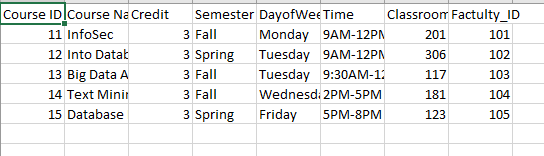 Course ID Course Na Credit Semester DayofWee Time Classroom Factulty_ID
11 InfoSec 3 Fall Monday 9AM-12PM 201 101
12 Into Datab 3 Spring Tuesday 9AM-12PM 306 102
13 Big Data A 3 Fall Tuesday 9:30AM-12 117 103
14 Text Minin 3 Fall Wednesda 2PM-5PM 181 104
15 Database 3 Spring Friday 5PM-8PM 123 105